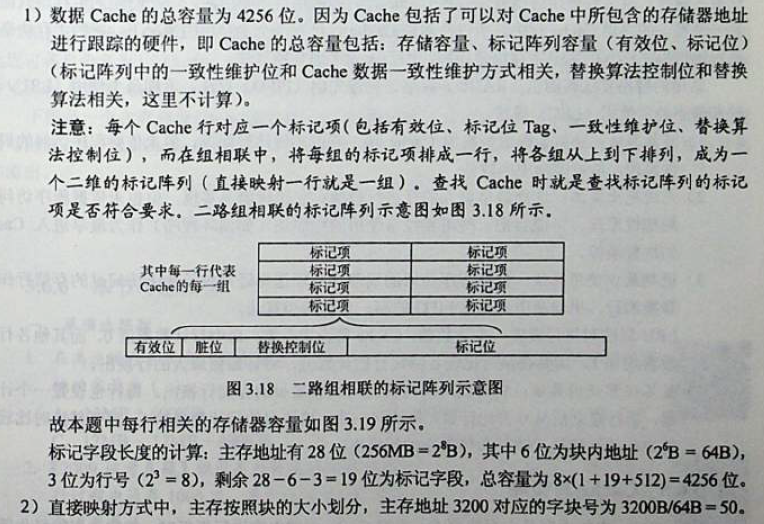 1）数据 Cache 的总容量为 4256 位。因为 Cache 包括了可以对 Cache 中所包含的存储器地址
进行跟踪的硬件，即 Cache 的总容量包括：存储容量、标记阵列容量（有效位、标记位）
（标记阵列中的一致性维护位和 Cache 数据一致性维护方式相关，替换算法控制位和替换
算法相关，这里不计算）。
注意：每个 Cache 行对应一个标记项（包括有效位、标记位 Tag、一致性维护位、替换算
法控制位），而在组相联中，将每组的标记项排成一行，将各组从上到下排列，成为一
个二维的标记阵列（直接映射一行就是一组）。查找 Cache 时就是查找标记阵列的标记
项是否符合要求。二路组相联的标记阵列示意图如图 3.18 所示。
标记项 标记项
其中每一行代表 标记项 标记项
Cache的每一组 标记项 标记项
标记项 标记项
有效位 脏位 替换控制位 标记位
图 3.18 二路组相联的标记阵列示意图
故本题中每行相关的存储器容量如图 3.19 所示。
标记字段长度的计算：主存地址有 28 位（256MB = 2⁸B），其中 6 位为块内地址（2⁶B = 64B），
3 位为行号（2³ = 8），剩余 28 – 6 – 3 = 19 位为标记字段，总容量为 8×(1 + 19 + 512) = 4256 位。
2）直接映射方式中，主存按照块的大小划分，主存地址 3200 对应的字块号为 3200B/64B = 50。